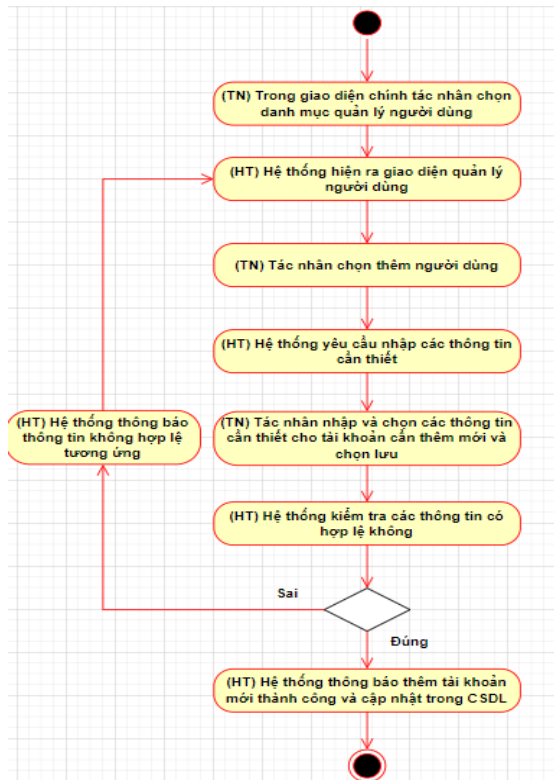 (TN) Trong giao diện chính tác nhân chọn
danh mục quản lý người dùng
(HT) Hệ thống hiện ra giao diện quản lý
người dùng
(TN) Tác nhân chọn thêm người dùng
(HT) Hệ thống yêu cầu nhập các thông tin
cần thiết
(HT) Hệ thống thông báo
thông tin không hợp lệ
tương ứng
(TN) Tác nhân nhập và chọn các thông tin
cần thiết cho tài khoản cần thêm mới và
chọn lưu
(HT) Hệ thống kiểm tra các thông tin có
hợp lệ không
Sai
Đúng
(HT) Hệ thống thông báo thêm tài khoản
mới thành công và cập nhật trong CSDL